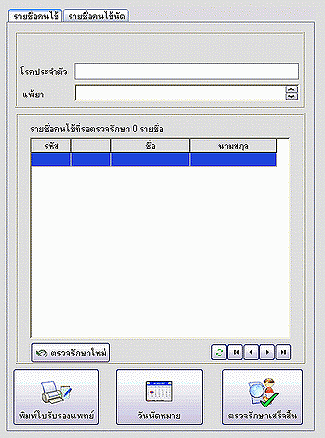 รายชื่อคนไข้ รายชื่อคนไข้นัด
โรคประจำตัว
แพ้ยา
รายชื่อคนไข้ที่รอตรวจรักษา 0 รายชื่อ
รหัส ชื่อ นามสกุล
ตรวจรักษาใหม่
พิมพ์ใบรับรองแพทย์ วันนัดหมาย ตรวจรักษาเสร็จสิ้น